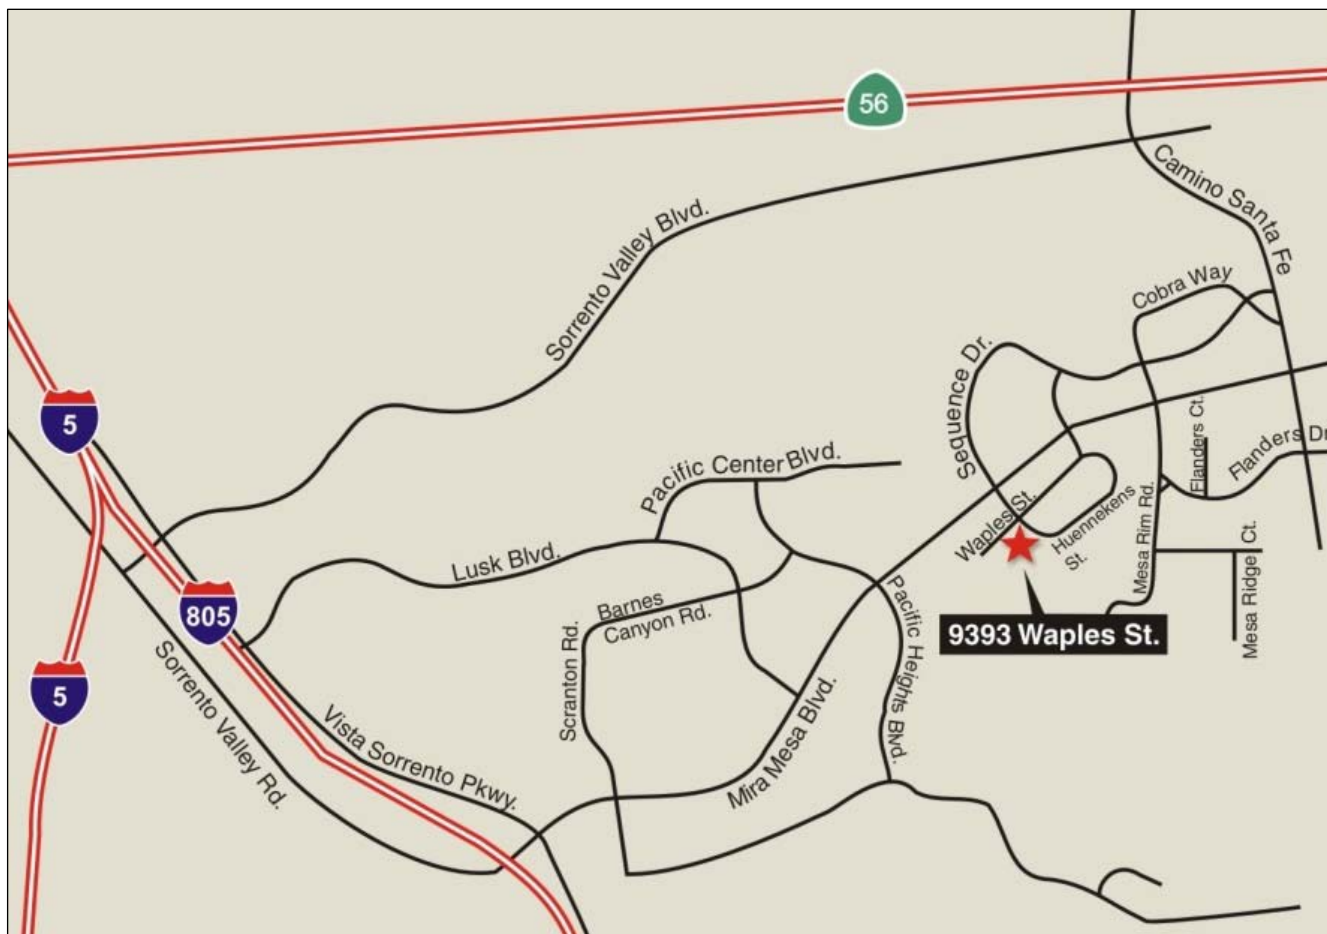 56
Camino Santa Fe
Sorrento Valley Blvd.
Cobra Way
Sequence Dr.
5
Flanders Ct.
Flanders Dr
Pacific Center Blvd.
Waples St.
Huennekens
St.
Mesa Rim Rd.
Mesa Ridge Ct.
Lusk Blvd.
Barnes
Canyon Rd.
Scranton Rd.
805
Pacific Heights Blvd.
9393 Waples St.
5
Sorrento Valley Rd.
Vista Sorrento Pkwy.
Mira Mesa Blvd.